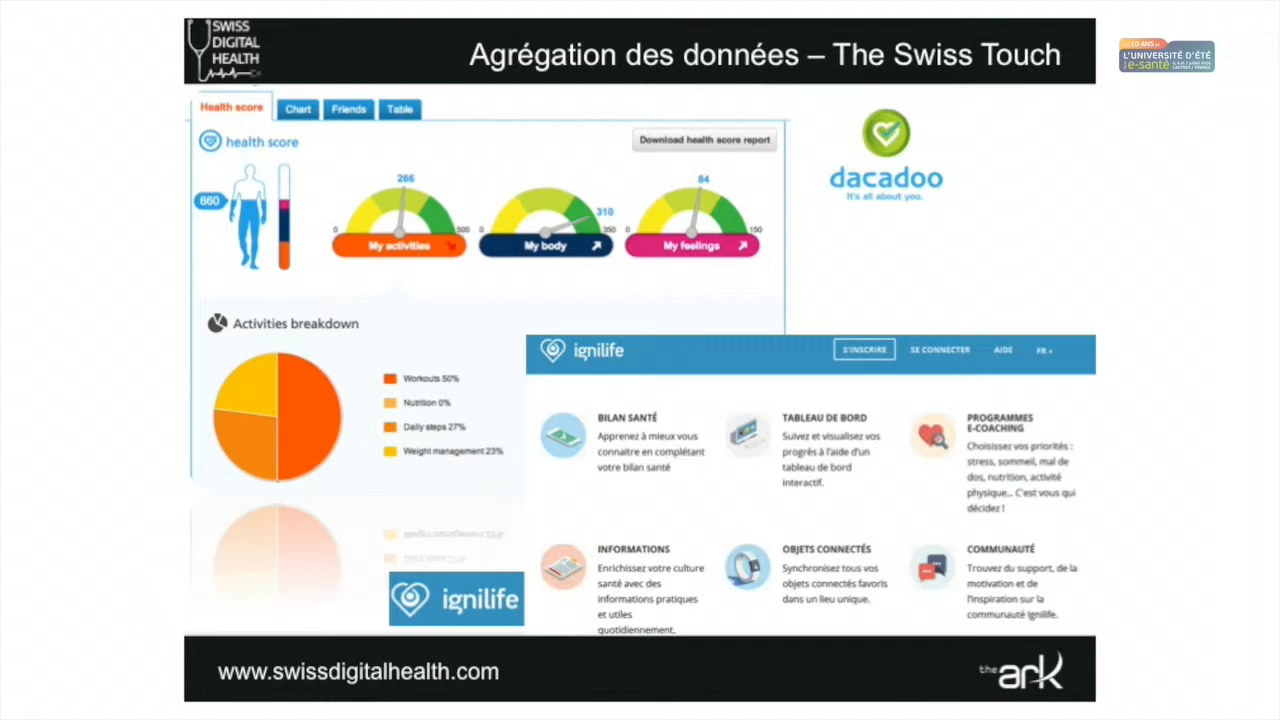 SWISS
DIGITAL
HEALTH
Agrégation des données – The Swiss Touch
L'UNIVERSITÉ D'ÉTÉ
e-santé
Health score
Chart
Friends
Table
health score
Download health score report
660
266
0
500
My activities
310
0
350
My body
84
0
150
My feelings
dacadoo
It's all about you.
Activities breakdown
Workouts 50%
Nutrition 0%
Daily steps 27%
Weight management 23%
ignilife
S'INSCRIRE
SE CONNECTER
AIDE
FR
BILAN SANTÉ
Apprenez à mieux vous
connaitre en complétant
votre bilan santé
TABLEAU DE BORD
Suivez et visualisez vos
progrès à l'aide d'un
tableau de bord
interactif.
PROGRAMMES
E-COACHING
Choisissez vos priorités :
stress, sommeil, mal de
dos, nutrition, activité
physique... C'est vous qui
décidez !
INFORMATIONS
Enrichissez votre culture
santé avec des
informations pratiques
et utiles
quotidiennement.
OBJETS CONNECTÉS
Synchronisez tous vos
objets connectés favoris
dans un lieu unique.
COMMUNAUTÉ
Trouvez du support, de la
motivation et de
l'inspiration sur la
communauté Ignilife.
ignilife
www.swissdigitalhealth.com
the ark